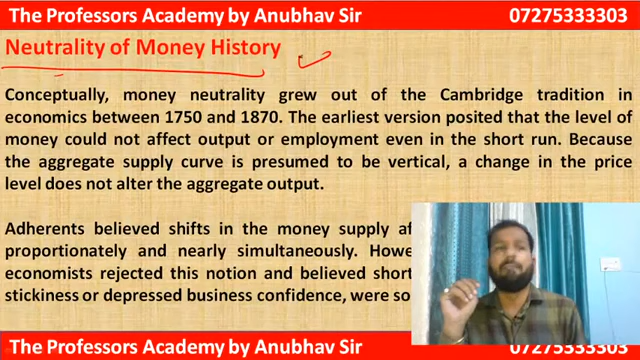 The Professors Academy by Anubhav Sir 07275333303
Neutrality of Money History
Conceptually, money neutrality grew out of the Cambridge tradition in
economics between 1750 and 1870. The earliest version posited that the level of
money could not affect output or employment even in the short run. Because
the aggregate supply curve is presumed to be vertical, a change in the price
level does not alter the aggregate output.
Adherents believed shifts in the money supply
proportionately and nearly simultaneously.
economists rejected this notion and believed short
stickiness or depressed business confidence, were
The Professors Academy by Anubhav Sir 07275333303